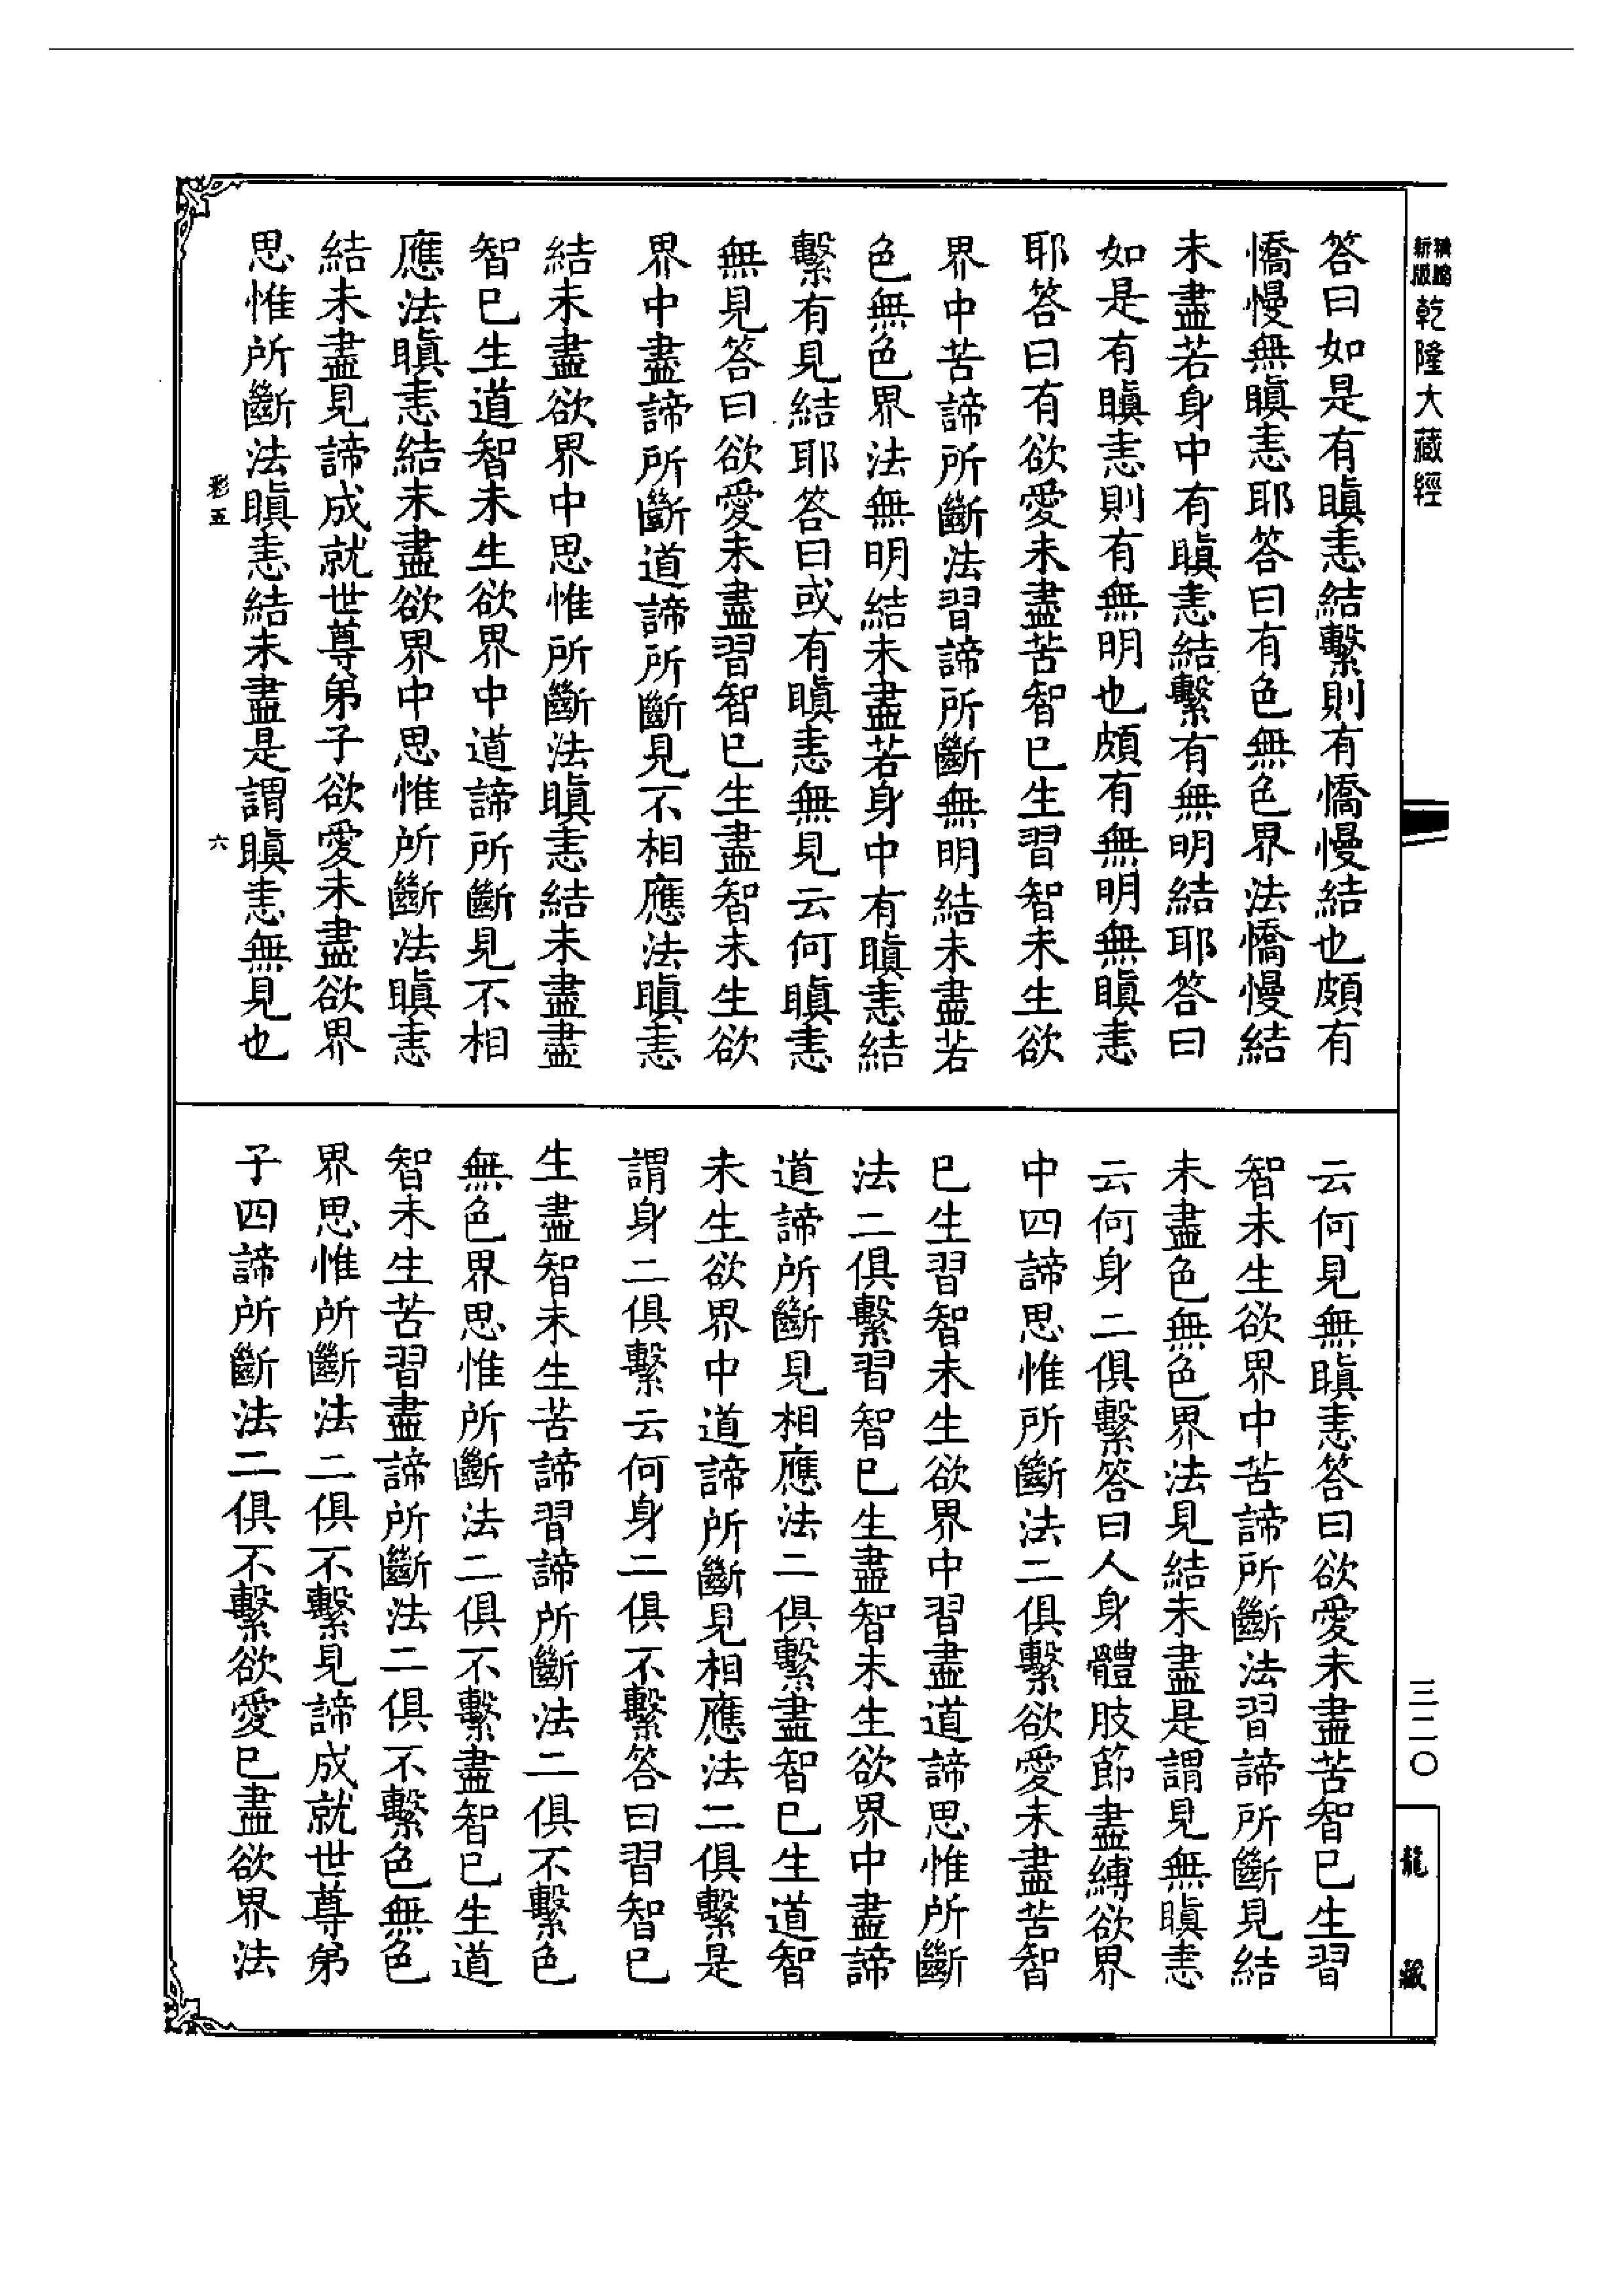 乾隆大藏經
三二〇
龍藏
答曰如是有瞋恚結繫則有憍慢結也頗有
憍慢無瞋恚耶答曰有色無色界法憍慢結
未盡若身中有瞋恚結繫有無明結耶答曰
如是有瞋恚則有無明也頗有無明無瞋恚
耶答曰有欲愛未盡苦智已生習智未生欲
界中苦諦所斷法習諦所斷無明結未盡若
色無色界法無明結未盡若身中有瞋恚結
繫有見結耶答曰或有瞋恚無見云何瞋恚
無見答曰欲愛未盡習智已生盡智未生欲
界中盡諦所斷道諦所斷見不相應法瞋恚
結未盡欲界中思惟所斷法瞋恚結未盡盡
智已生道智未生欲界中道諦所斷見不相
應法瞋恚結未盡欲界中思惟所斷法瞋恚
結未盡見諦成就世尊弟子欲愛未盡欲界
思惟所斷法瞋恚結未盡是謂瞋恚無見也
彩五
六
云何見無瞋恚答曰欲愛未盡苦智已生習
智未生欲界中苦諦所斷法習諦所斷見結
未盡色無色界法見結未盡是謂見無瞋恚
云何身二俱繫答曰人身體肢節盡縛欲界
中四諦思惟所斷法二俱繫欲愛未盡苦智
已生習智未生欲界中習盡道諦思惟所斷
法二俱繫習智已生盡智未生欲界中盡諦
道諦所斷見相應法二俱繫盡智已生道智
未生欲界中道諦所斷見相應法二俱繫是
謂身二俱繫云何身二俱不繫答曰習智已
生盡智未生苦諦習諦所斷法二俱不繫色
無色界思惟所斷法二俱不繫盡智已生道
智未生苦習盡諦所斷法二俱不繫色無色
界思惟所斷法二俱不繫見諦成就世尊弟
子四諦所斷法二俱不繫欲愛已盡欲界法